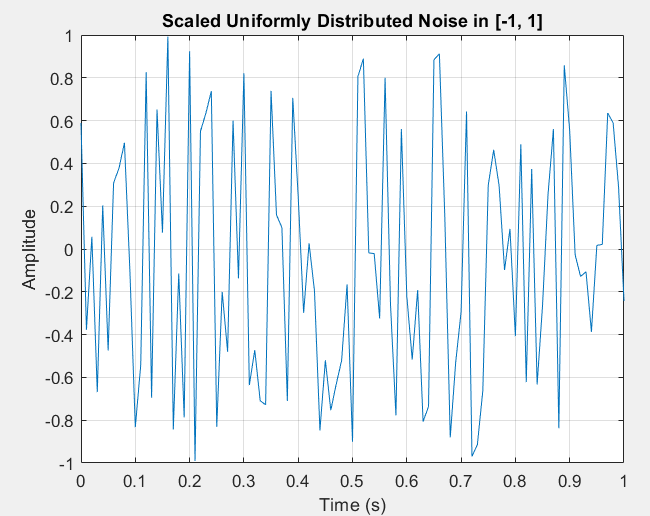 Scaled Uniformly Distributed Noise in [-1, 1]
1
0.8
0.6
0.4
0.2
0
-0.2
-0.4
-0.6
-0.8
-1
Amplitude
0 0.1 0.2 0.3 0.4 0.5 0.6 0.7 0.8 0.9 1
Time (s)